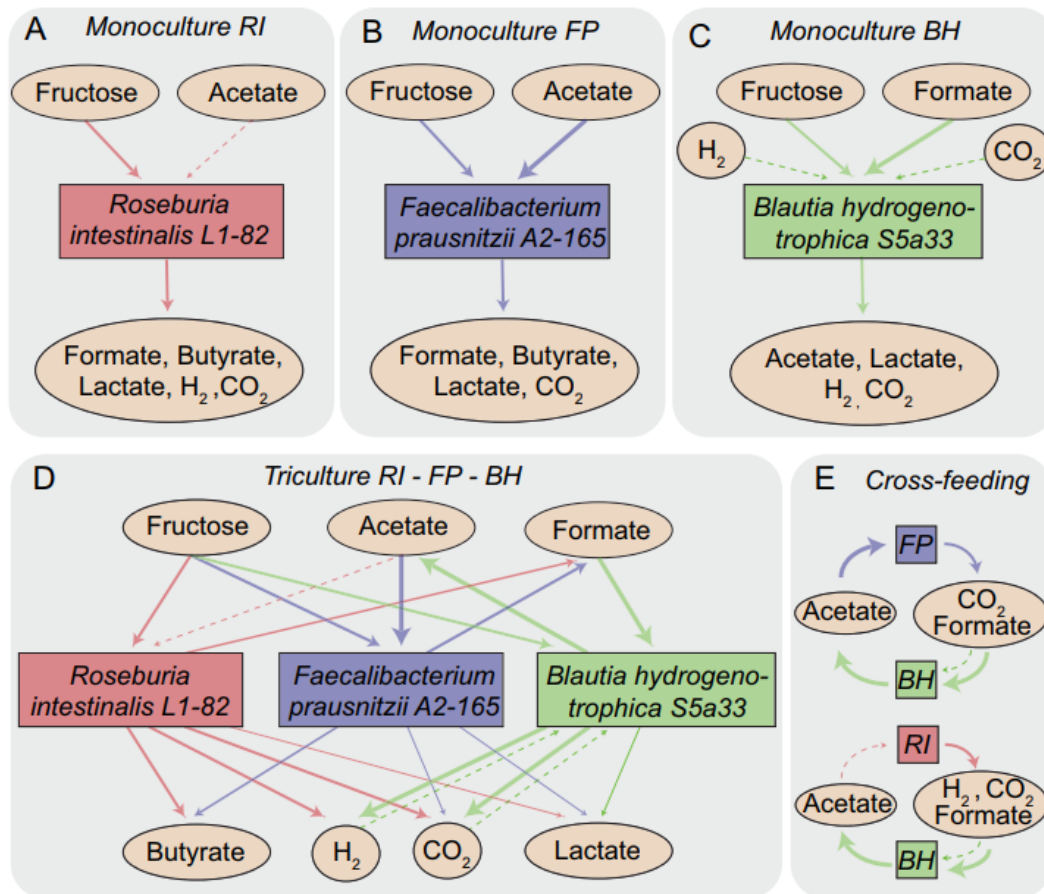 A Monoculture RI
Fructose Acetate
Roseburia
intestinalis L1-82
Formate, Butyrate,
Lactate, H2 ,CO2
B Monoculture FP
Fructose Acetate
Faecalibacterium
prausnitzii A2-165
Formate, Butyrate,
Lactate, CO2
C Monoculture BH
Fructose Formate
H2 CO2
Blautia hydrogeno-
trophica S5a33
Acetate, Lactate,
H2, CO2
D Triculture RI - FP - BH
Fructose Acetate Formate
Roseburia
intestinalis L1-82
Faecalibacterium
prausnitzii A2-165
Blautia hydrogeno-
trophica S5a33
Butyrate H2 CO2 Lactate
E Cross-feeding
FP
Acetate
CO2
Formate
BH
RI
Acetate
H2, CO2
Formate
BH